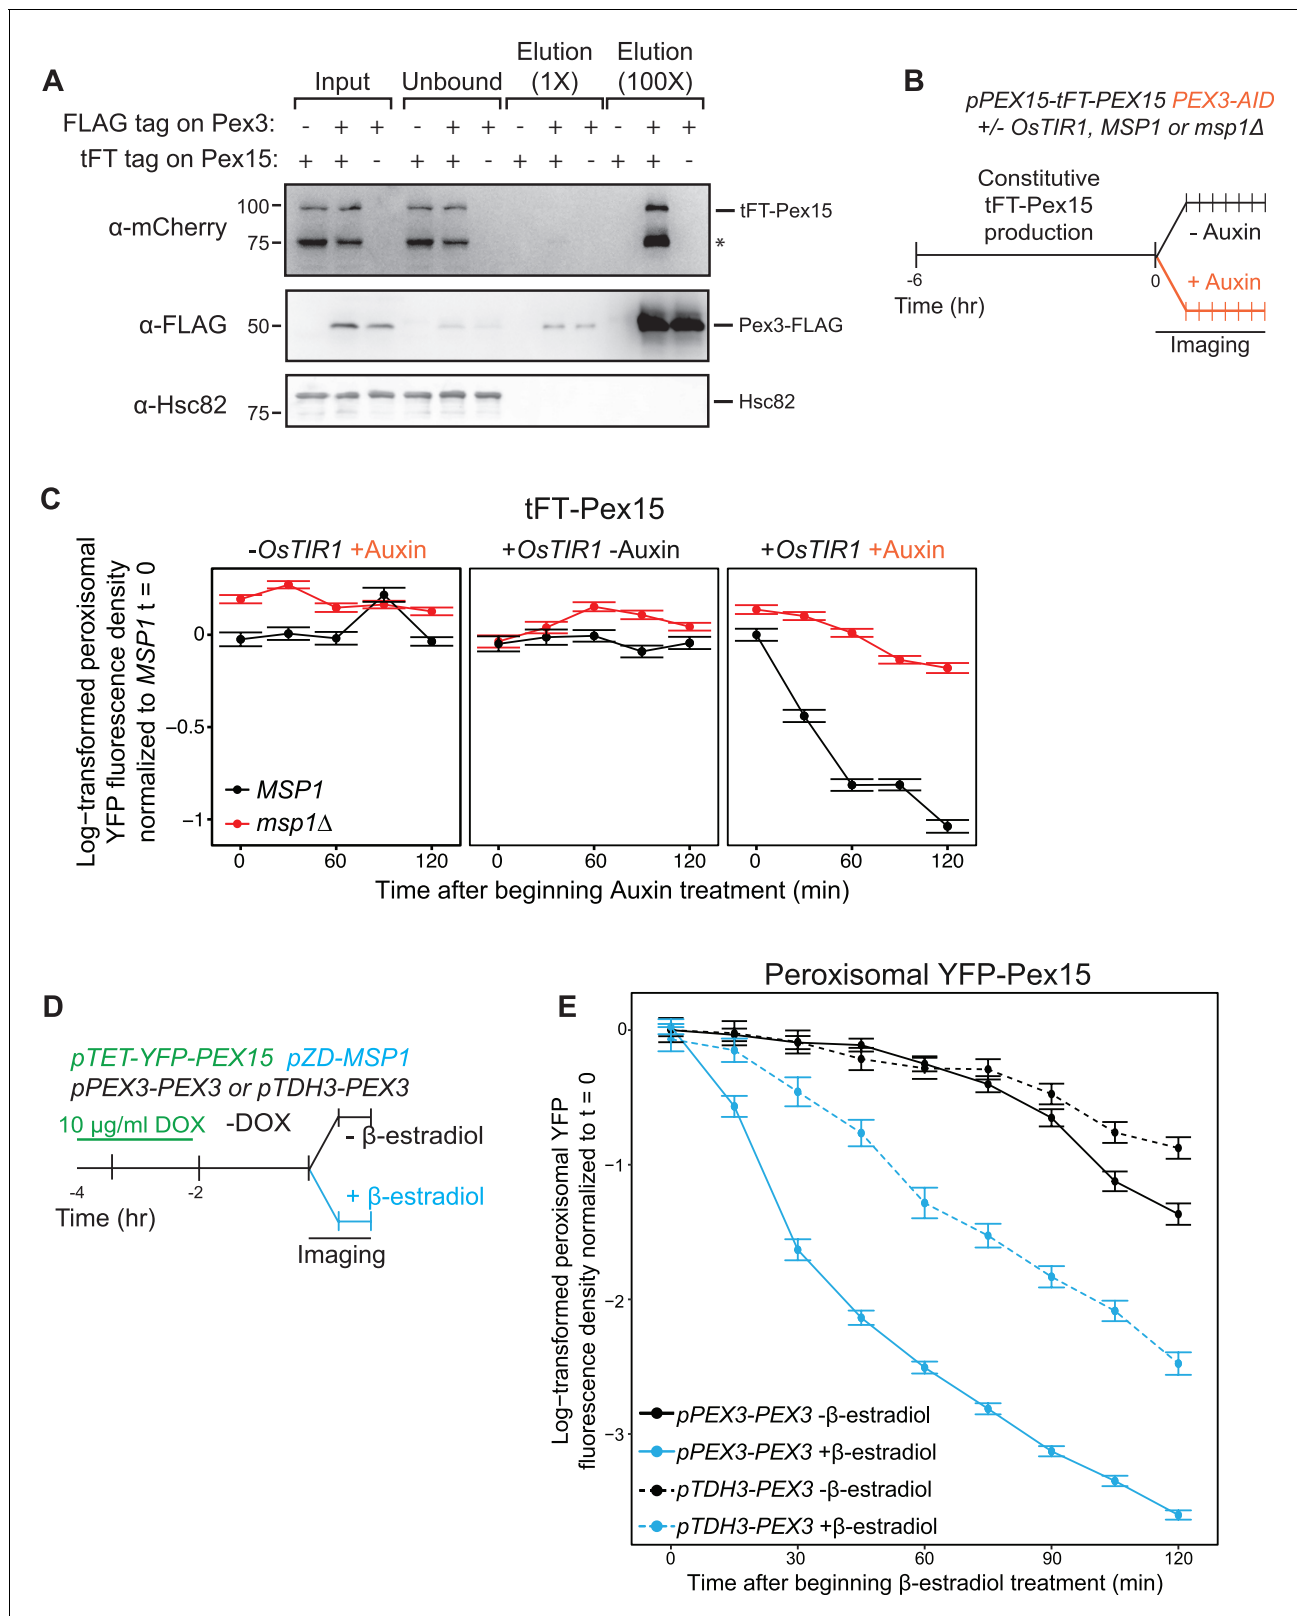 A
Input
Unbound
Elution
(1X)
Elution
(100X)
FLAG tag on Pex3:
- + + - + + - + + - + +
tFT tag on Pex15:
+ + - + + - + + - + + -
α-mCherry
100
75
tFT-Pex15
*
α-FLAG
50
Pex3-FLAG
α-Hsc82
75
Hsc82
B
pPEX15-tFT-PEX15 PEX3-AID
+/- OsTIR1, MSP1 or msp1Δ
Constitutive
tFT-Pex15
production
- Auxin
+ Auxin
-6
0
Time (hr)
Imaging
C
tFT-Pex15
-OsTIR1 +Auxin
+OsTIR1 -Auxin
+OsTIR1 +Auxin
Log-transformed peroxisomal
YFP fluorescence density
normalized to MSP1 t = 0
0
-0.5
-1
MSP1
msp1Δ
0 60 120
0 60 120
0 60 120
Time after beginning Auxin treatment (min)
D
pTET-YFP-PEX15 pZD-MSP1
pPEX3-PEX3 or pTDH3-PEX3
10 µg/ml DOX
-DOX
- β-estradiol
+ β-estradiol
-4
-2
Time (hr)
Imaging
E
Peroxisomal YFP-Pex15
Log-transformed peroxisomal YFP
fluorescence density normalized to t = 0
0
-1
-2
-3
pPEX3-PEX3 -β-estradiol
pPEX3-PEX3 +β-estradiol
pTDH3-PEX3 -β-estradiol
pTDH3-PEX3 +β-estradiol
0 30 60 90 120
Time after beginning β-estradiol treatment (min)